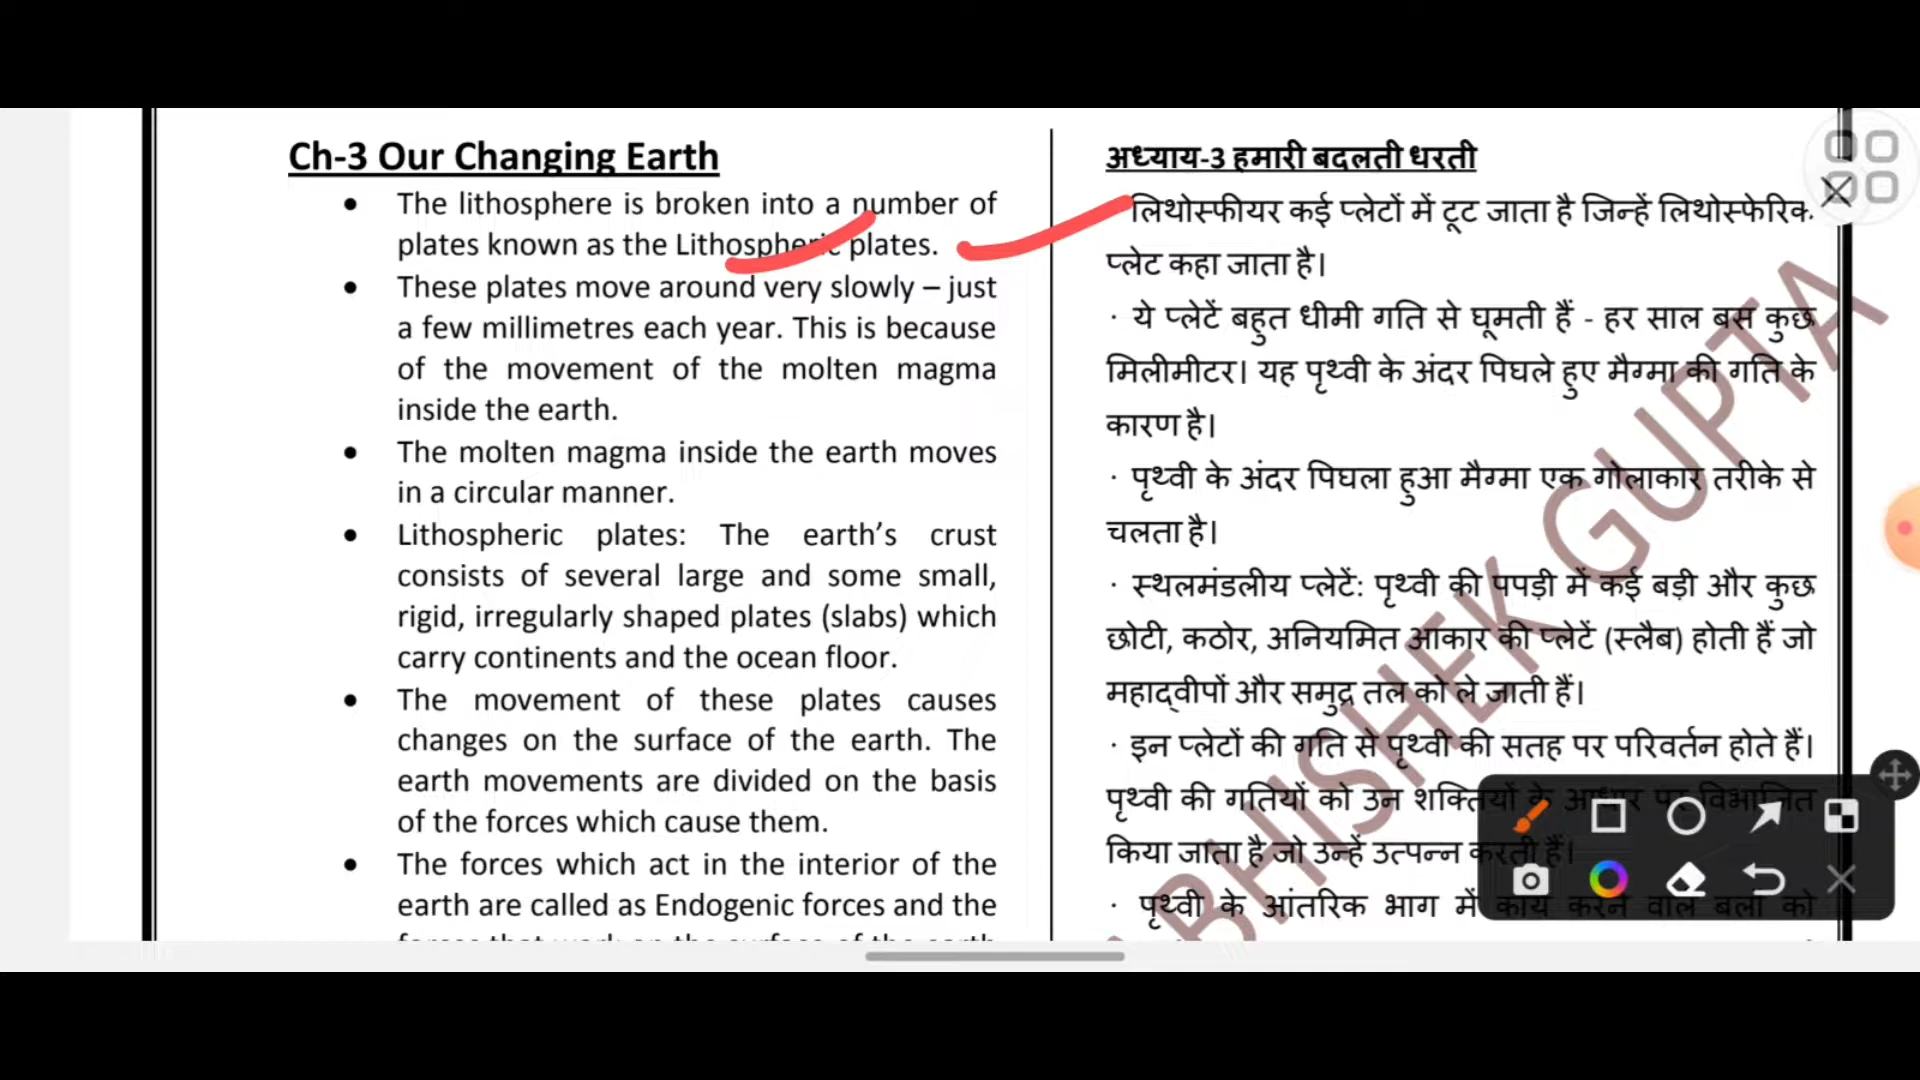 Ch-3 Our Changing Earth
• The lithosphere is broken into a number of
plates known as the Lithospheric plates.
• These plates move around very slowly – just
a few millimetres each year. This is because
of the movement of the molten magma
inside the earth.
• The molten magma inside the earth moves
in a circular manner.
• Lithospheric plates: The earth’s crust
consists of several large and some small,
rigid, irregularly shaped plates (slabs) which
carry continents and the ocean floor.
• The movement of these plates causes
changes on the surface of the earth. The
earth movements are divided on the basis
of the forces which cause them.
• The forces which act in the interior of the
earth are called as Endogenic forces and the
अध्याय-3 हमारी बदलती धरती
लिथोस्फीयर कई प्लेटों में टूट जाता है जिन्हें लिथोस्फेरिक
प्लेट कहा जाता है।
· ये प्लेटें बहुत धीमी गति से घूमती हैं - हर साल बस कुछ
मिलीमीटर। यह पृथ्वी के अंदर पिघले हुए मैग्मा की गति के
कारण है।
· पृथ्वी के अंदर पिघला हुआ मैग्मा एक गोलाकार तरीके से
चलता है।
· स्थलमंडलीय प्लेटें: पृथ्वी की पपड़ी में कई बड़ी और कुछ
छोटी, कठोर, अनियमित आकार की प्लेटें (स्लैब) होती हैं जो
महाद्वीपों और समुद्र तल को ले जाती हैं।
· इन प्लेटों की गति से पृथ्वी की सतह पर परिवर्तन होते हैं।
पृथ्वी की गतियों को उन शक्तियों के आधार पर विभाजित
किया जाता है जो उन्हें उत्पन्न करती हैं।
· पृथ्वी के आंतरिक भाग में कार्य करने वाले बलों को
BHISHEK GUPTA